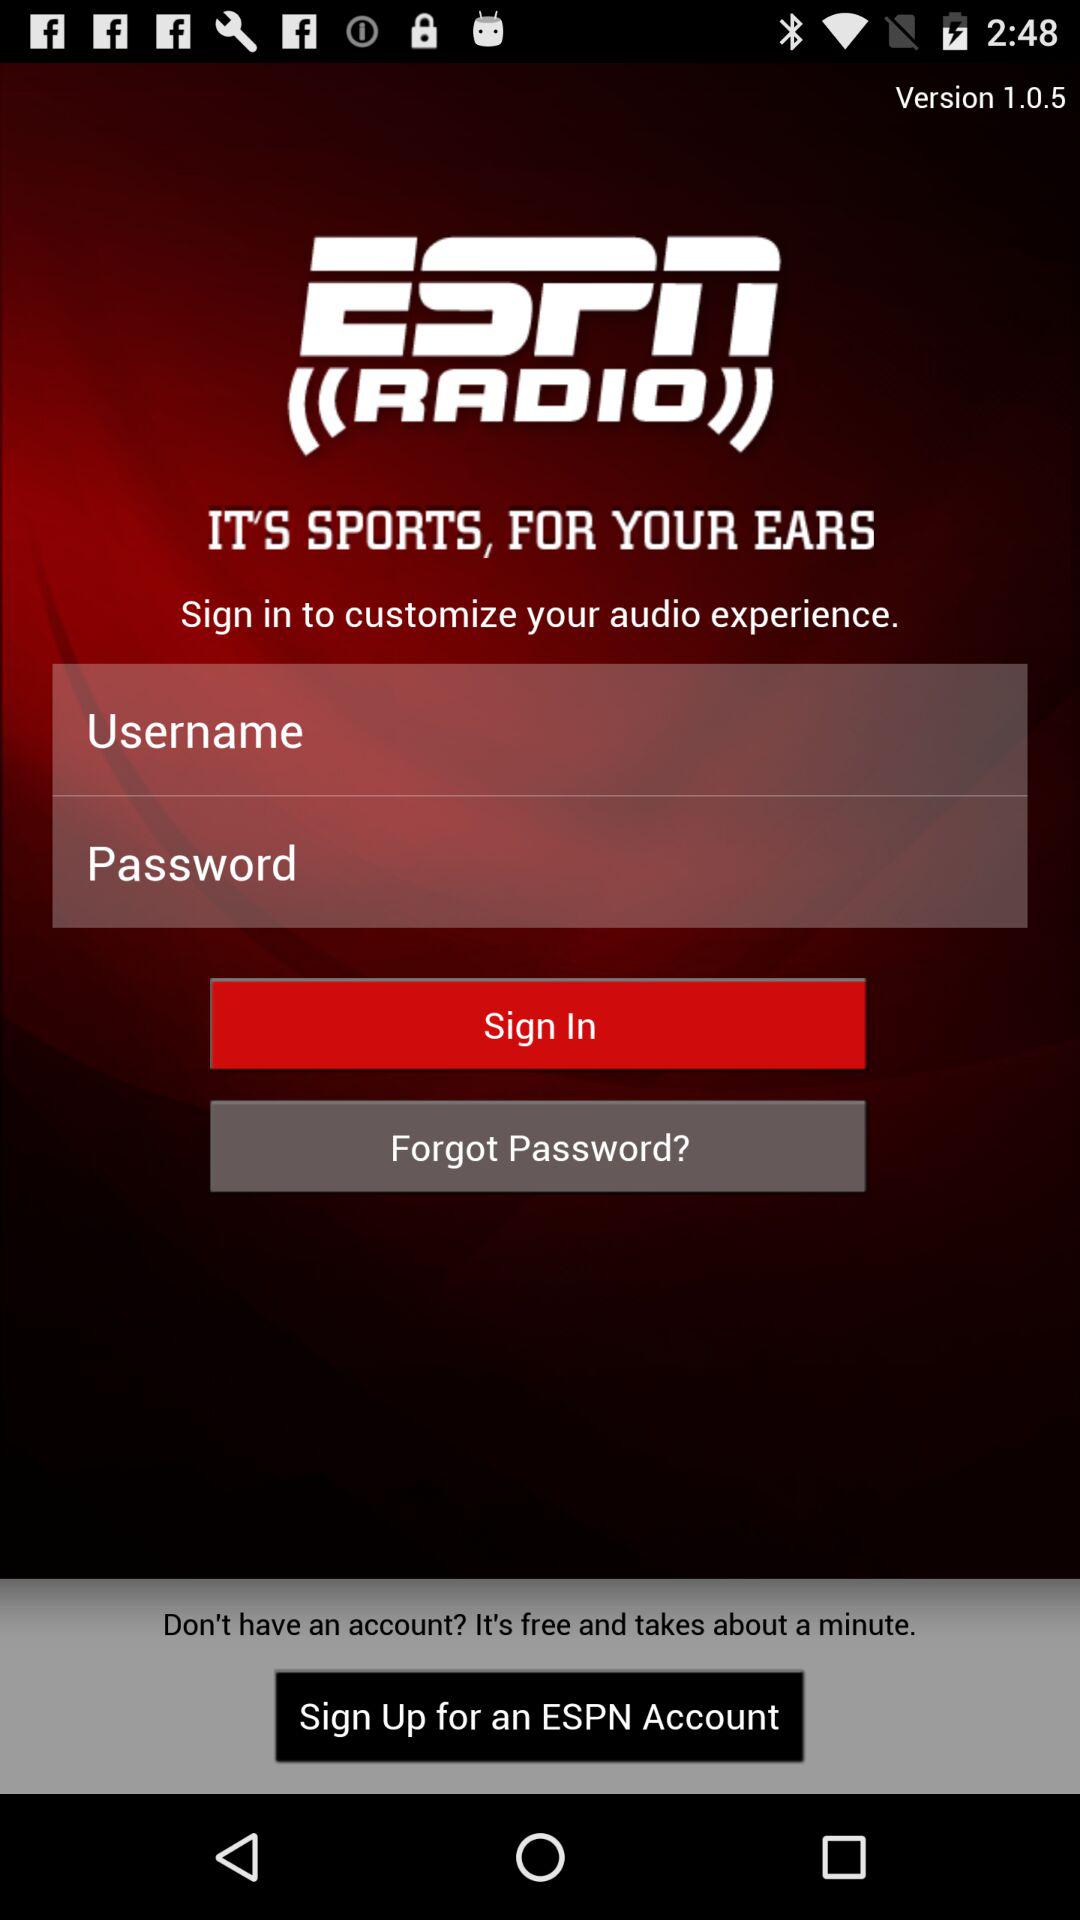 2:48
Version 1.0.5
ESPN
RADIO
IT'S SPORTS, FOR YOUR EARS
Sign in to customize your audio experience.
Username
Password
Sign In
Forgot Password?
Don't have an account? It's free and takes about a minute.
Sign Up for an ESPN Account